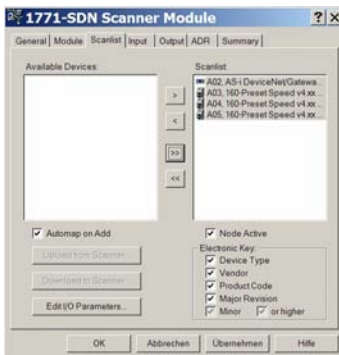 1771-SDN Scanner Module
General Module Scanlist Input Output ADR Summary
Available Devices:
Scanlist:
A02, AS-i DeviceNet/Gatewa...
A03, 160-Preset Speed v4.xx ...
A04, 160-Preset Speed v4.xx ...
A05, 160-Preset Speed v4.xx ...
>
<
>>
<<
Automap on Add
Node Active
Upload from Scanner...
Download to Scanner...
Edit I/O Parameters...
Electronic Key:
Device Type
Vendor
Product Code
Major Revision
Minor or higher
OK Abbrechen Übernehmen Hilfe